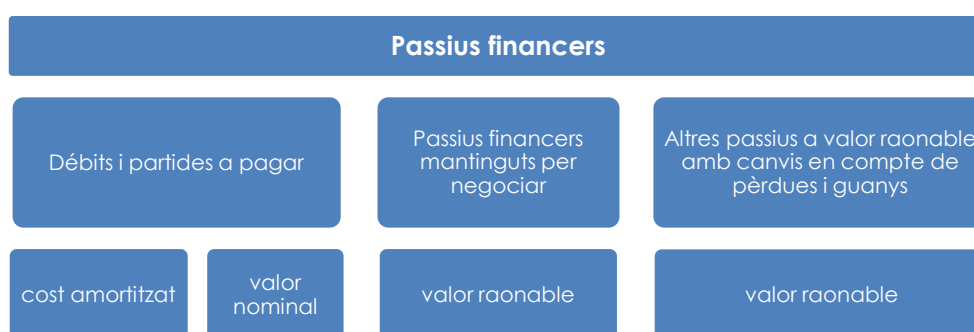 Passius financers
Débits i partides a pagar
Passius financers
mantinguts per
negociar
Altres passius a valor raonable
amb canvis en compte de
pèrdues i guanys
cost amortitzat
valor
nominal
valor raonable
valor raonable